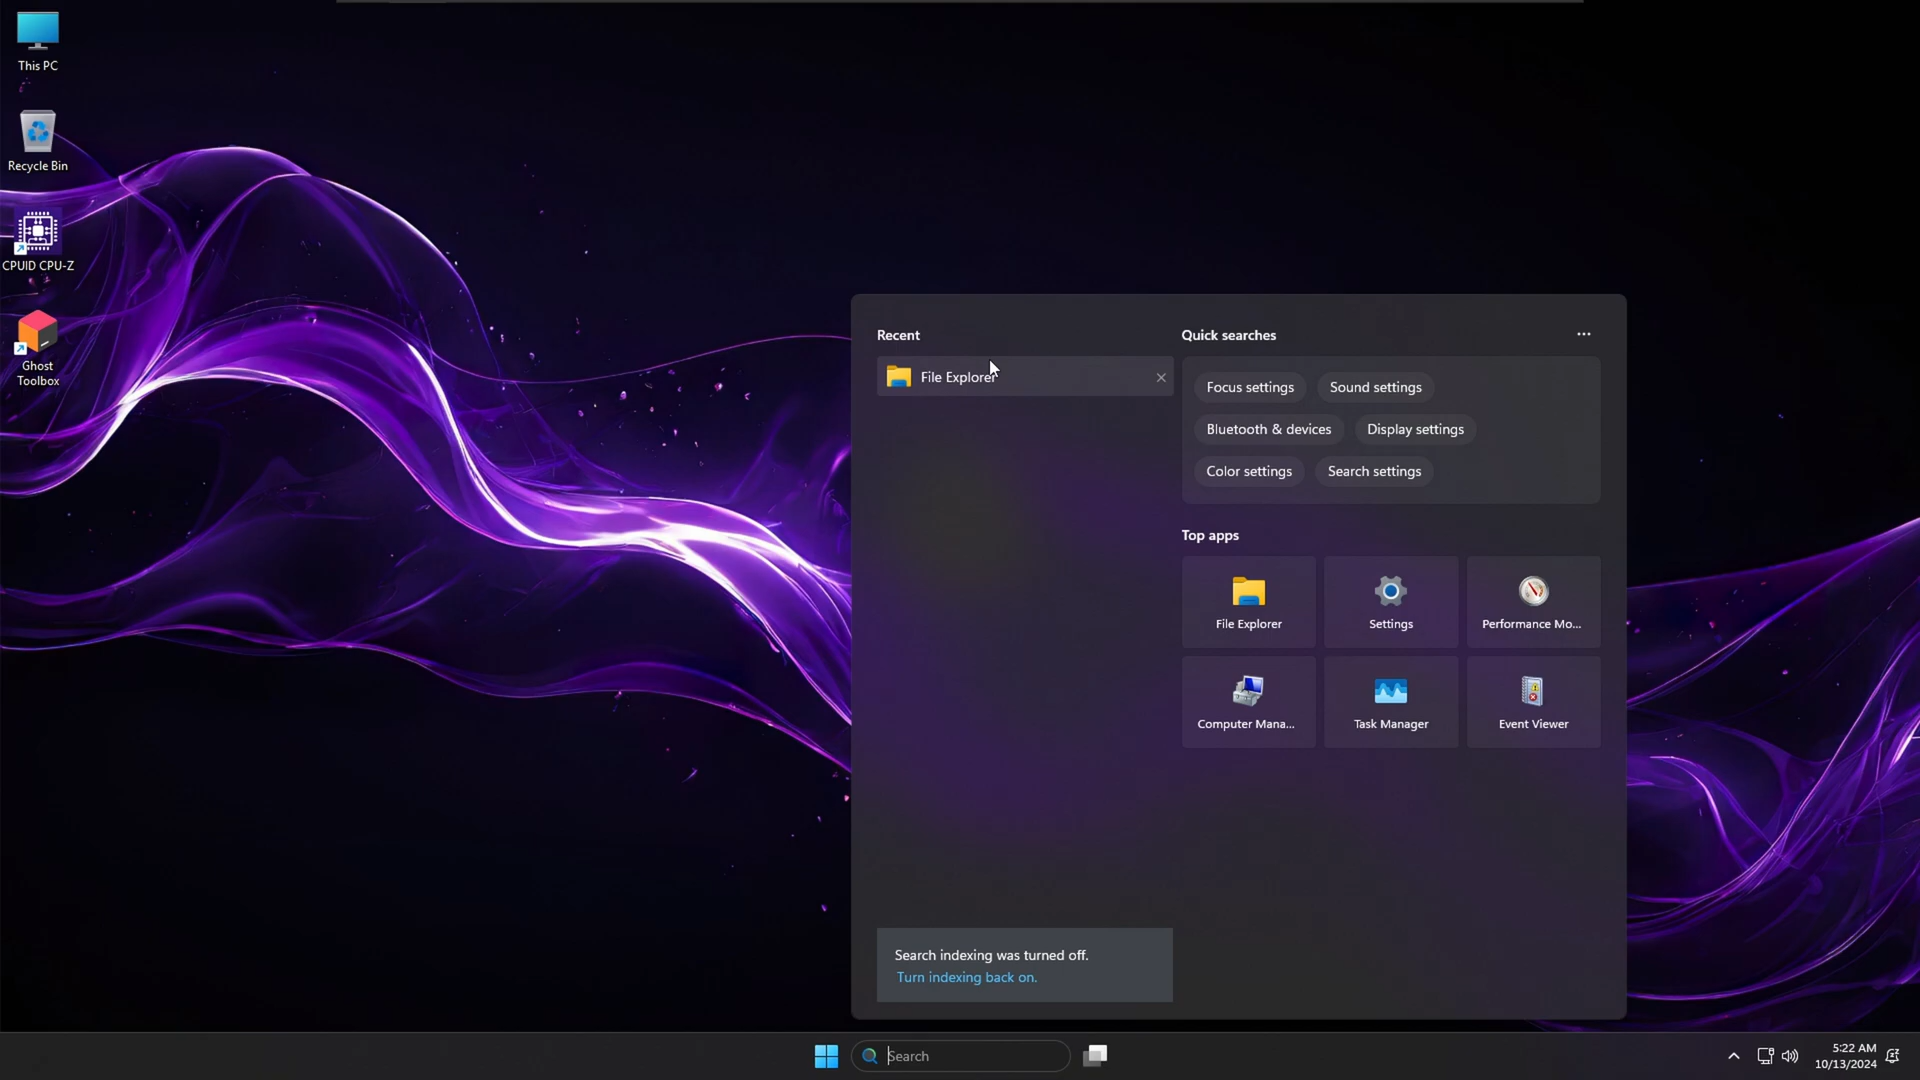 This PC
Recycle Bin
CPUID CPU-Z
Ghost
Toolbox
Recent
File Explorer
Quick searches
Focus settings
Sound settings
Bluetooth & devices
Display settings
Color settings
Search settings
Top apps
File Explorer
Settings
Performance Mo...
Computer Mana...
Task Manager
Event Viewer
Search indexing was turned off.
Turn indexing back on.
Search
5:22 AM
10/13/2024